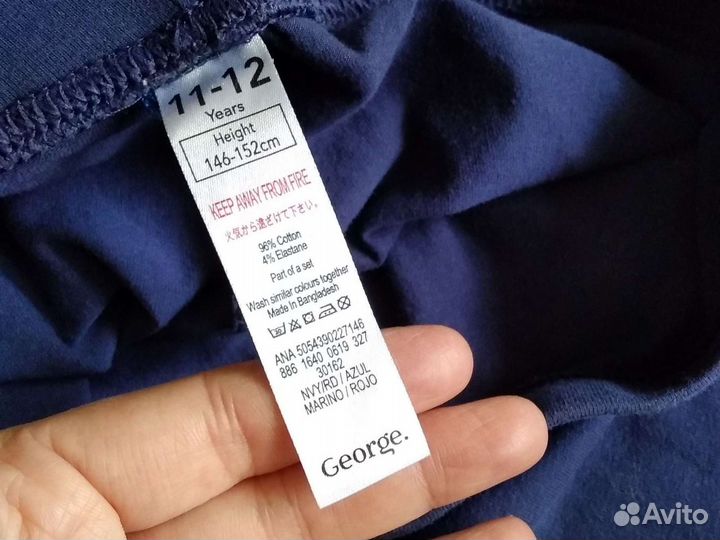 11-12
Years
Height
146-152cm
KEEP AWAY FROM FIRE
火気から遠ざけて下さい。
96% Cotton
4% Elastane
Part of a set
Wash similar colours together
Made In Bangladesh
ANA 5054390227146
886 1640 0619 327
30162
NVY/RD / AZUL
MARINO / ROJO
George.
Avito